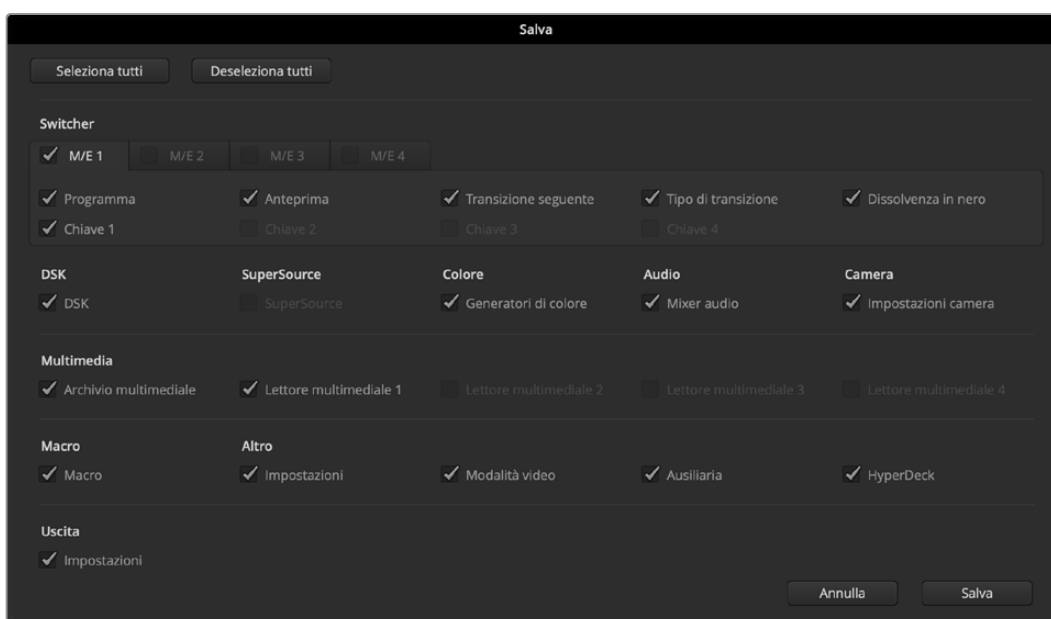 Salva
Seleziona tutti Deseleziona tutti
Switcher
M/E 1 M/E 2 M/E 3 M/E 4
Programma Anteprima Transizione seguente Tipo di transizione Dissolvenza in nero
Chiave 1 Chiave 2 Chiave 3 Chiave 4
DSK SuperSource Colore Audio Camera
DSK SuperSource Generatori di colore Mixer audio Impostazioni camera
Multimedia
Archivio multimediale Lettore multimediale 1 Lettore multimediale 2 Lettore multimediale 3 Lettore multimediale 4
Macro Altro
Macro Impostazioni Modalità video Ausiliaria HyperDeck
Uscita
Impostazioni
Annulla Salva